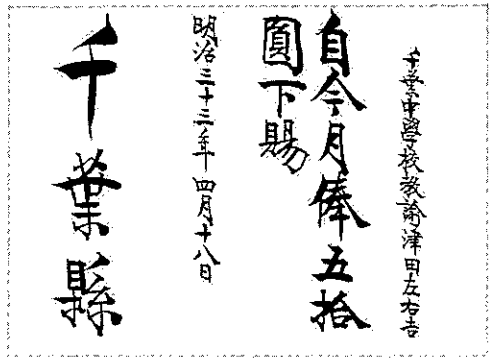 千葉中學校教諭津田左右吉
自今月俸五拾
圓下賜
明治三十三年四月十八日
千葉縣